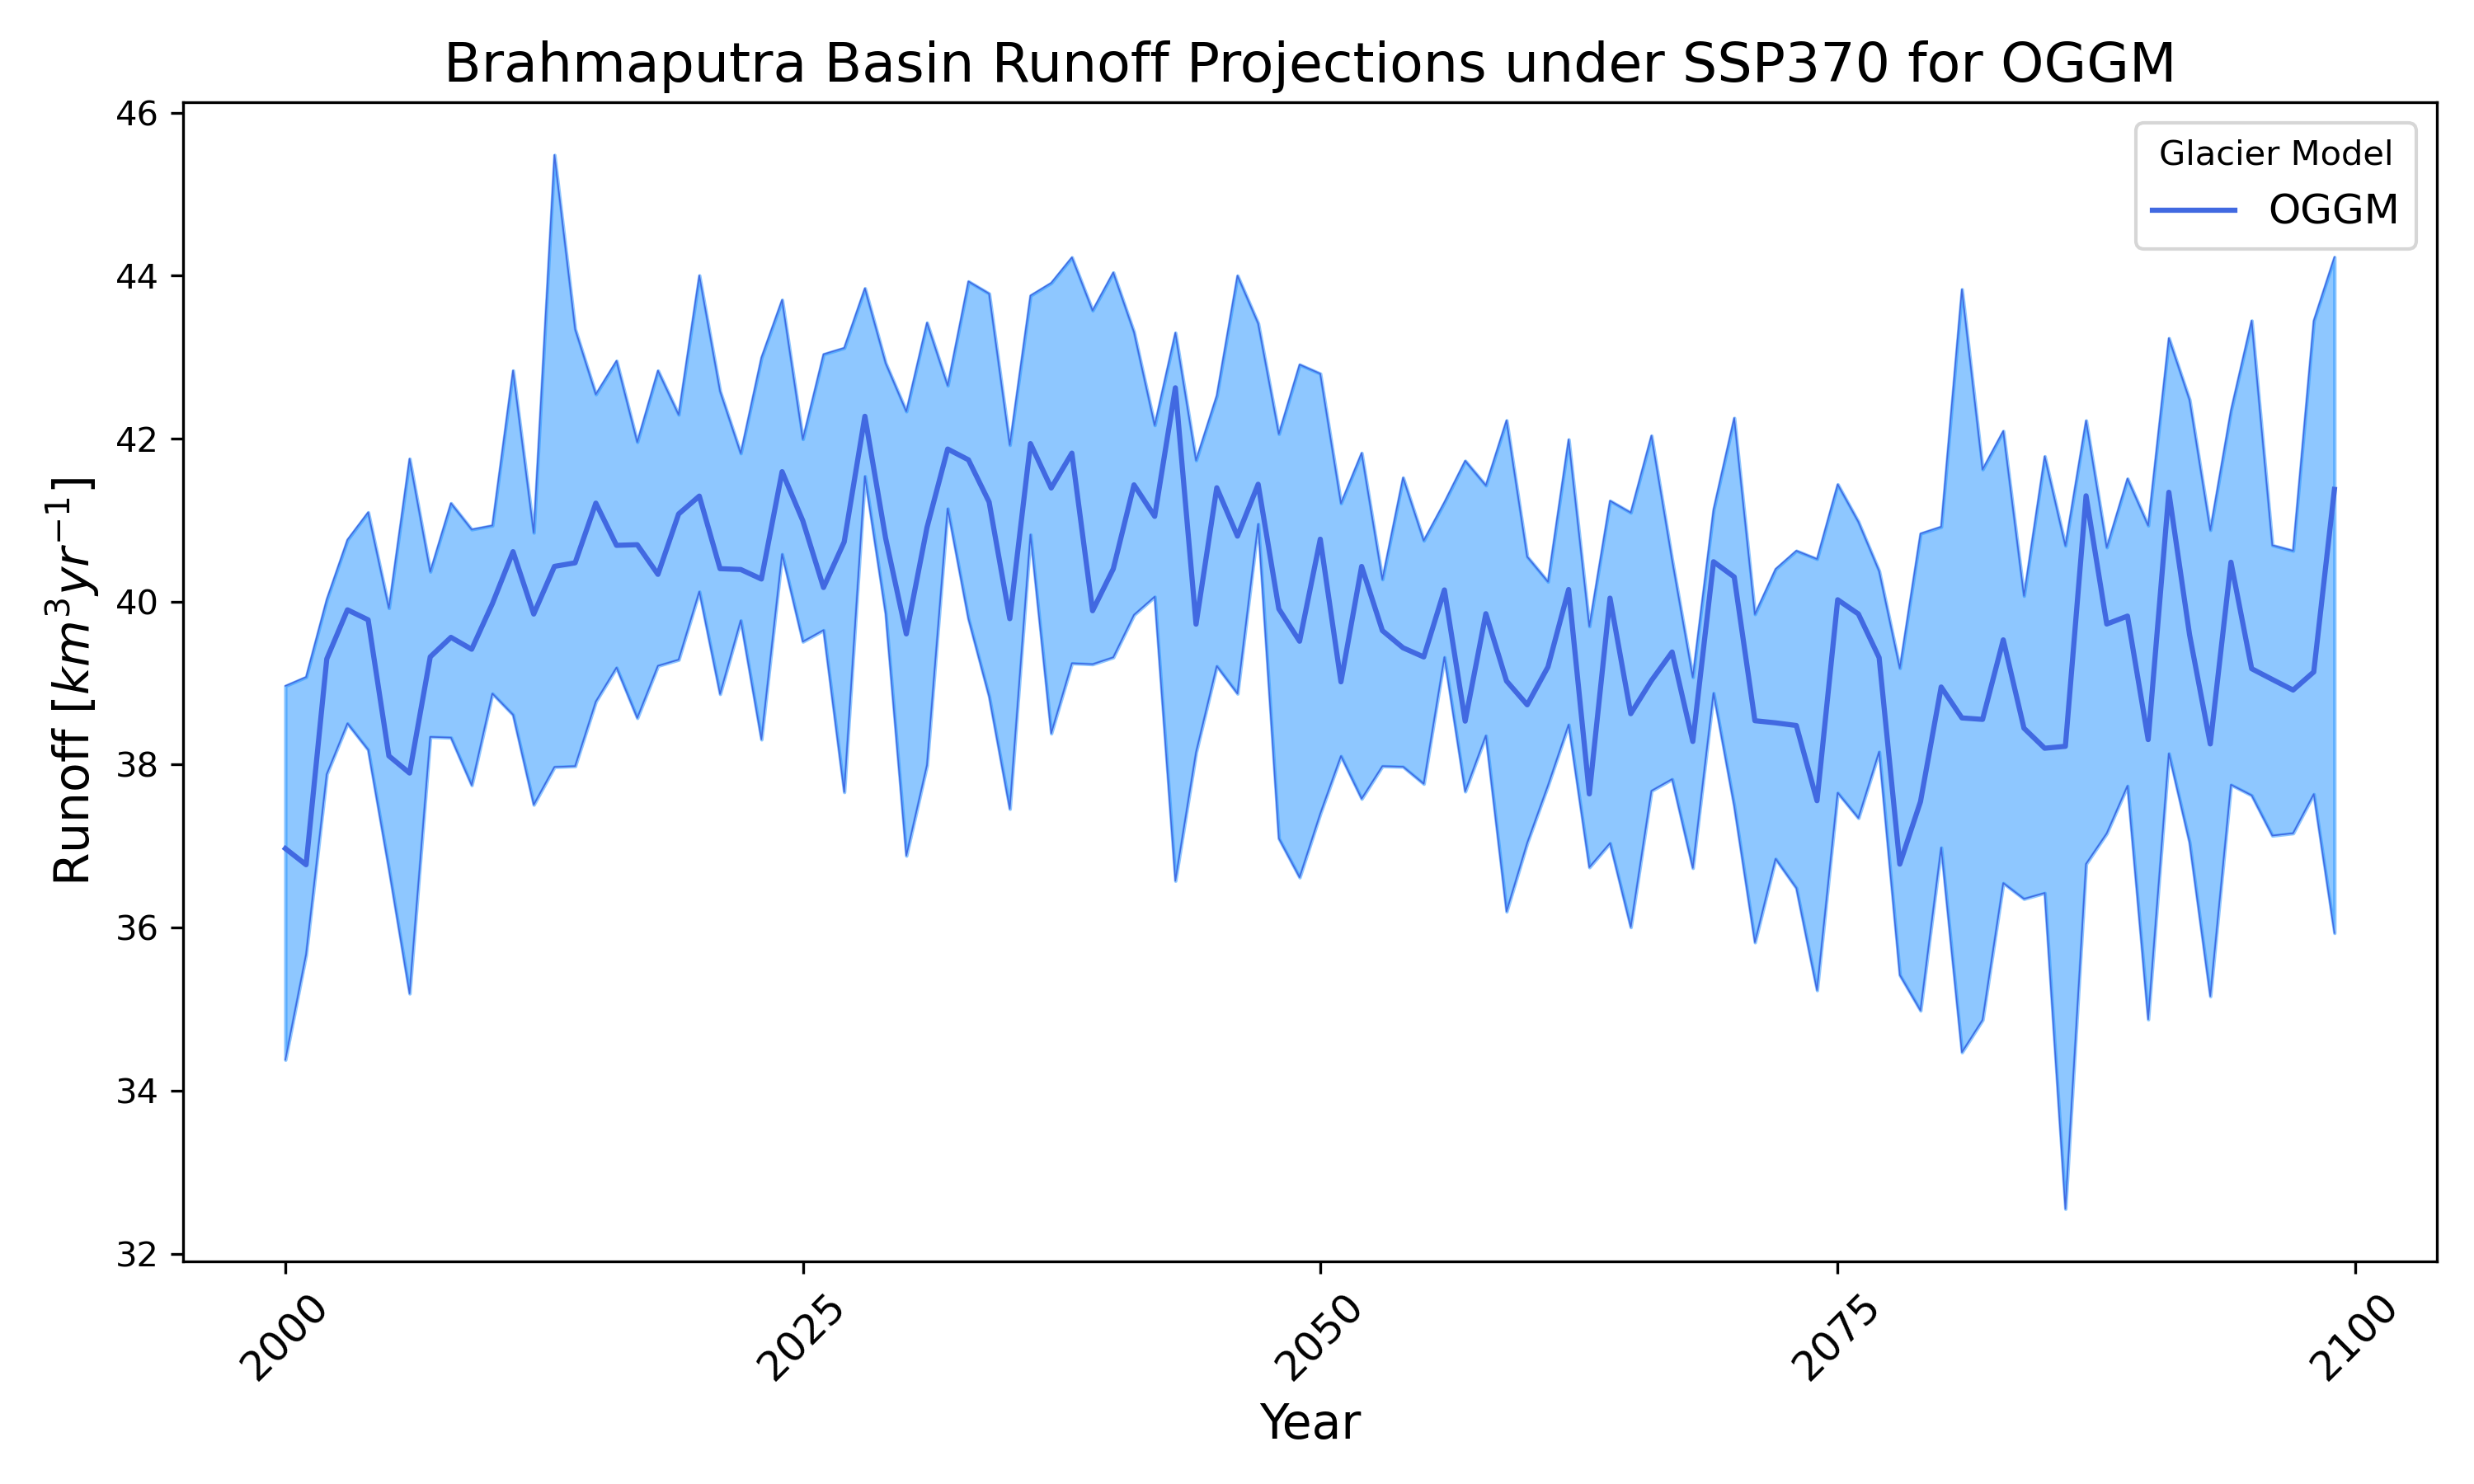 Brahmaputra Basin Runoff Projections under SSP370 for OGGM
Glacier Model
OGGM
Runoff [km³yr⁻¹]
46
44
42
40
38
36
34
32
2000
2025
2050
2075
2100
Year